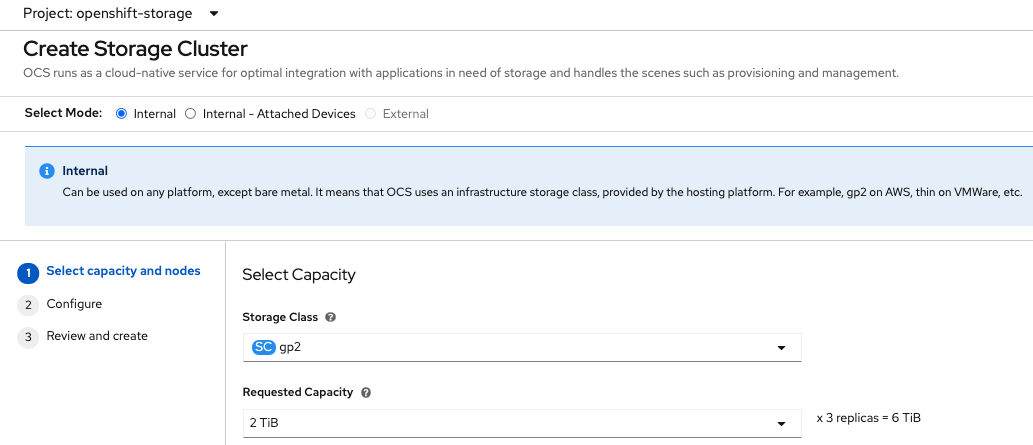 Project: openshift-storage
Create Storage Cluster
OCS runs as a cloud-native service for optimal integration with applications in need of storage and handles the scenes such as provisioning and management.
Select Mode: Internal Internal - Attached Devices External
Internal
Can be used on any platform, except bare metal. It means that OCS uses an infrastructure storage class, provided by the hosting platform. For example, gp2 on AWS, thin on VMWare, etc.
1 Select capacity and nodes
2 Configure
3 Review and create
Select Capacity
Storage Class
SC gp2
Requested Capacity
2 TiB x 3 replicas = 6 TiB